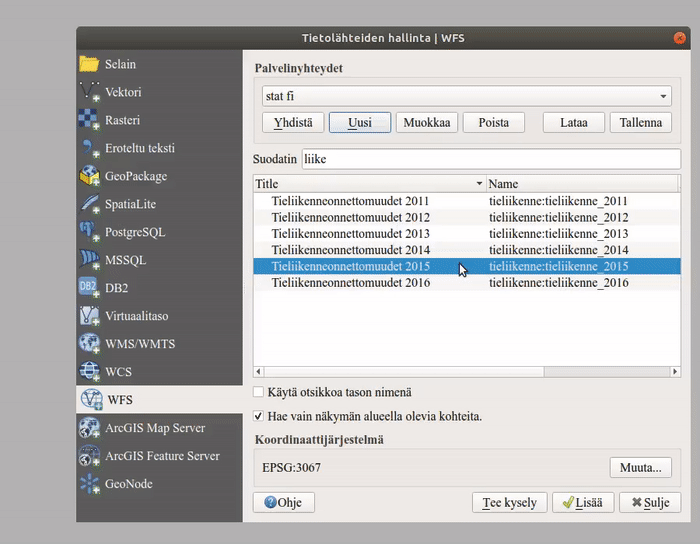 Tietolähteiden hallinta | WFS
Selain
Vektori
Rasteri
Eroteltu teksti
GeoPackage
SpatiaLite
PostgreSQL
MSSQL
DB2
DB2
Virtuaalitaso
WMS/WMTS
WCS
WFS
ArcGIS Map Server
ArcGIS Feature Server
GeoNode
Palvelinyhteydet
stat fi
Yhdistä Uusi Muokkaa Poista Lataa Tallenna
Suodatin liike
Title Name
Tieliikenneonnettomuudet 2011 tieliikenne:tieliikenne_2011
Tieliikenneonnettomuudet 2012 tieliikenne:tieliikenne_2012
Tieliikenneonnettomuudet 2013 tieliikenne:tieliikenne_2013
Tieliikenneonnettomuudet 2014 tieliikenne:tieliikenne_2014
Tieliikenneonnettomuudet 2015 tieliikenne:tieliikenne_2015
Tieliikenneonnettomuudet 2016 tieliikenne:tieliikenne_2016
Käytä otsikkoa tason nimenä
Hae vain näkymän alueella olevia kohteita.
Koordinaattijärjestelmä
EPSG:3067 Muuta...
Ohje Tee kysely Lisää Sulje